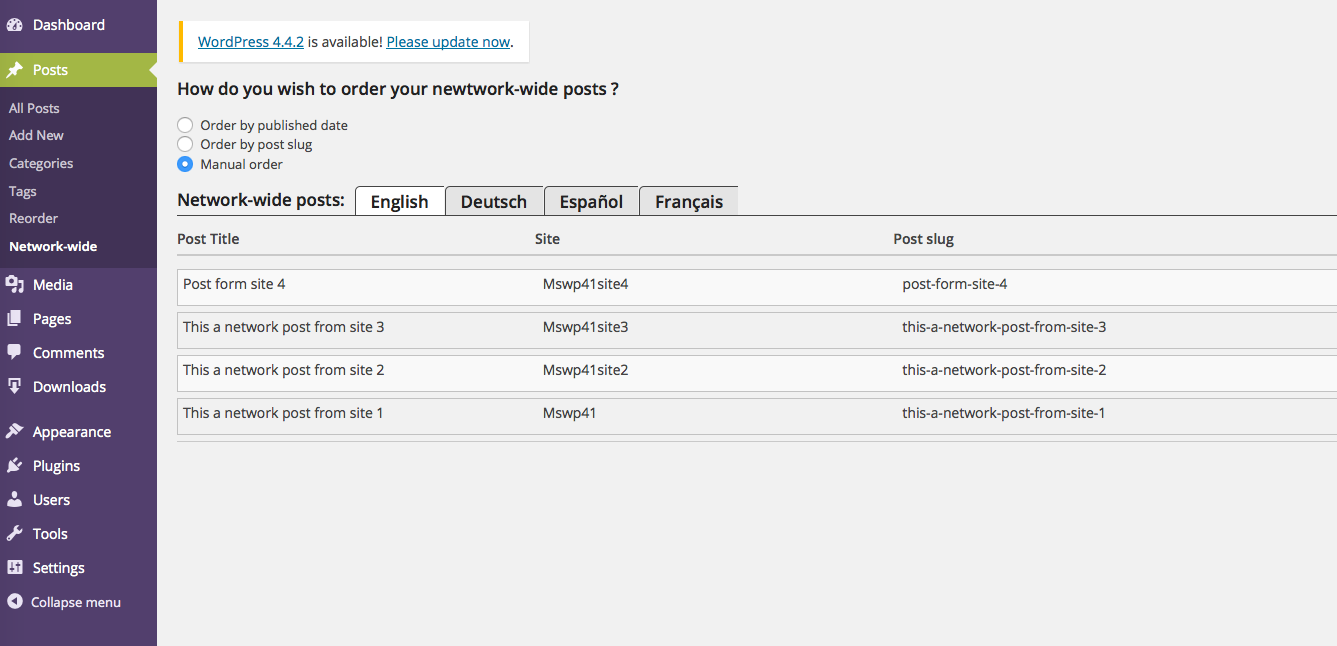 Dashboard
Posts
All Posts
Add New
Categories
Tags
Reorder
Network-wide
Media
Pages
Comments
Downloads
Appearance
Plugins
Users
Tools
Settings
Collapse menu
WordPress 4.4.2 is available! Please update now.
How do you wish to order your newtwork-wide posts ?
Order by published date
Order by post slug
Manual order
Network-wide posts: English Deutsch Español Français
Post Title Site Post slug
Post form site 4 Mswp41site4 post-form-site-4
This a network post from site 3 Mswp41site3 this-a-network-post-from-site-3
This a network post from site 2 Mswp41site2 this-a-network-post-from-site-2
This a network post from site 1 Mswp41 this-a-network-post-from-site-1